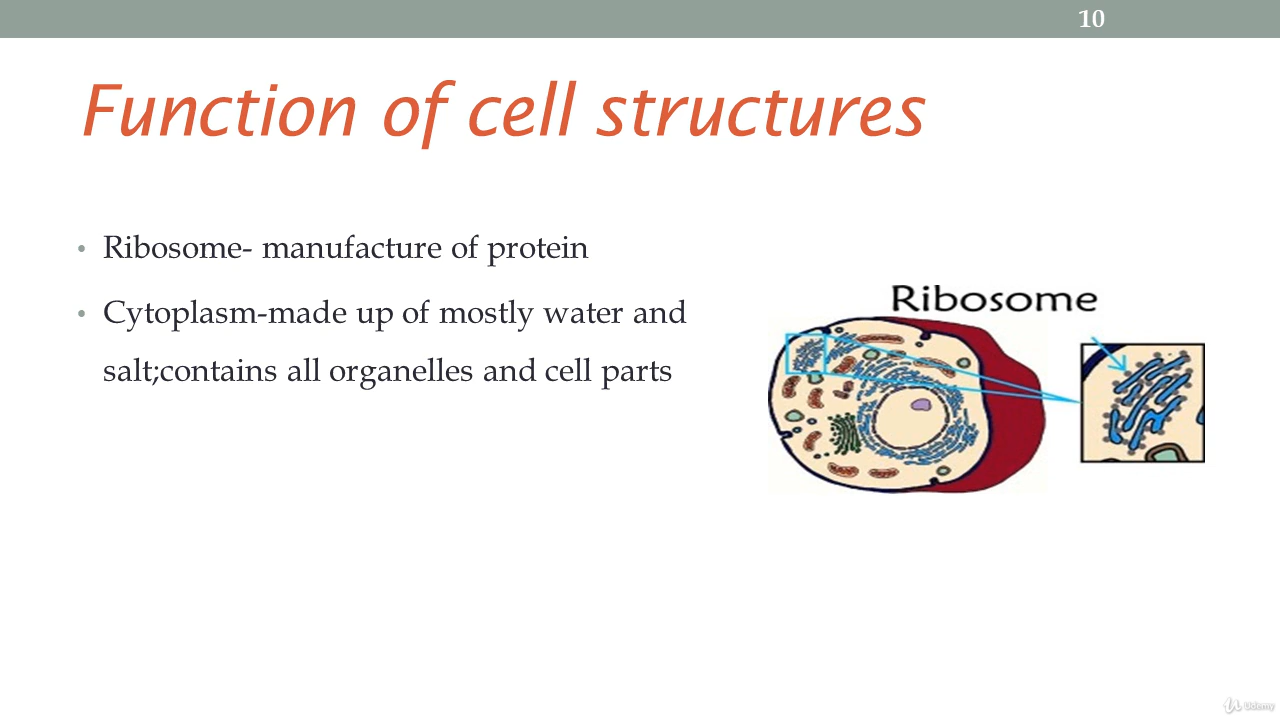 10
Function of cell structures
• Ribosome- manufacture of protein
• Cytoplasm-made up of mostly water and
salt;contains all organelles and cell parts
Ribosome
Udemy